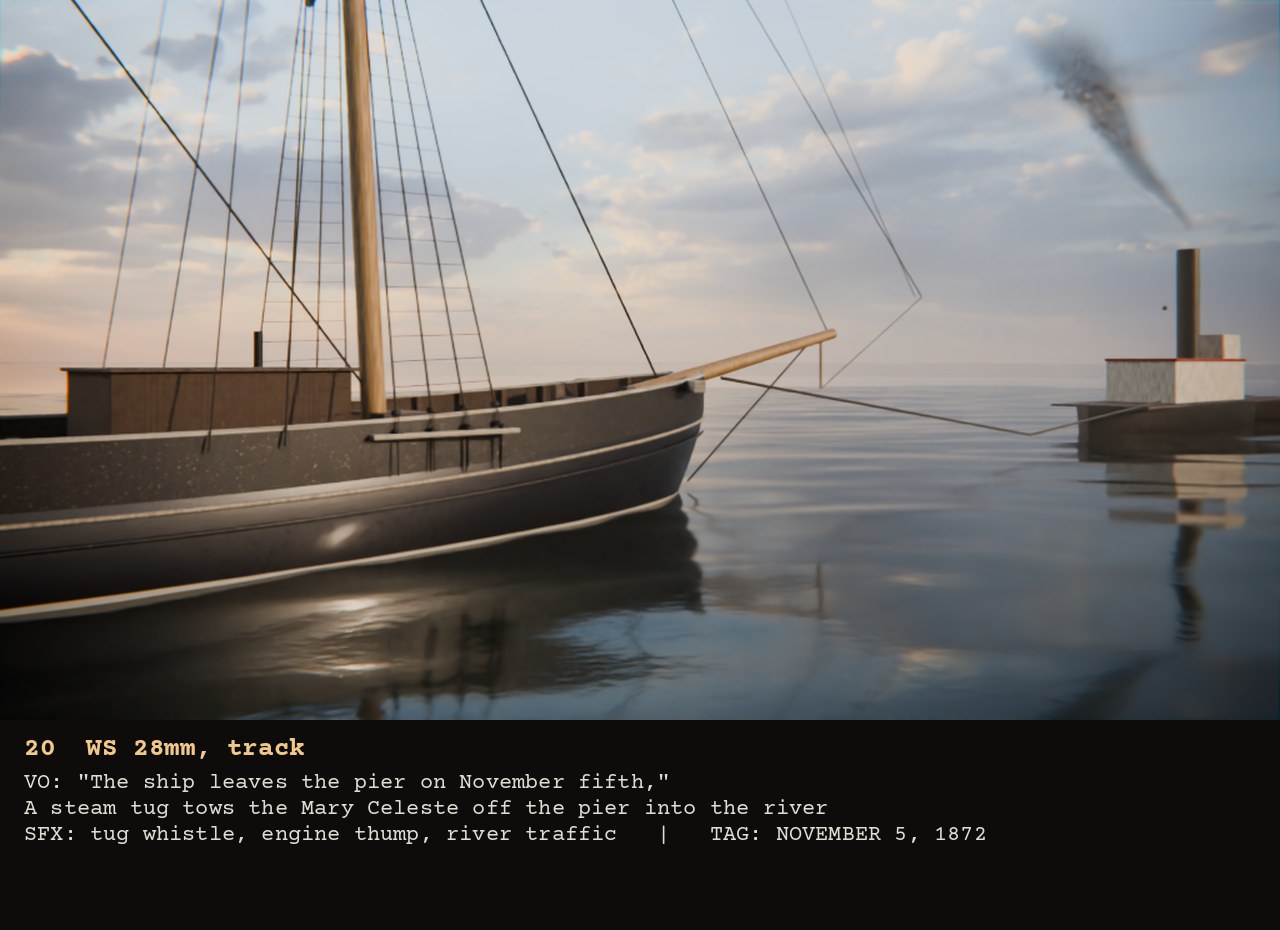 20  WS 28mm, track
VO: "The ship leaves the pier on November fifth,"
A steam tug tows the Mary Celeste off the pier into the river
SFX: tug whistle, engine thump, river traffic   |   TAG: NOVEMBER 5, 1872